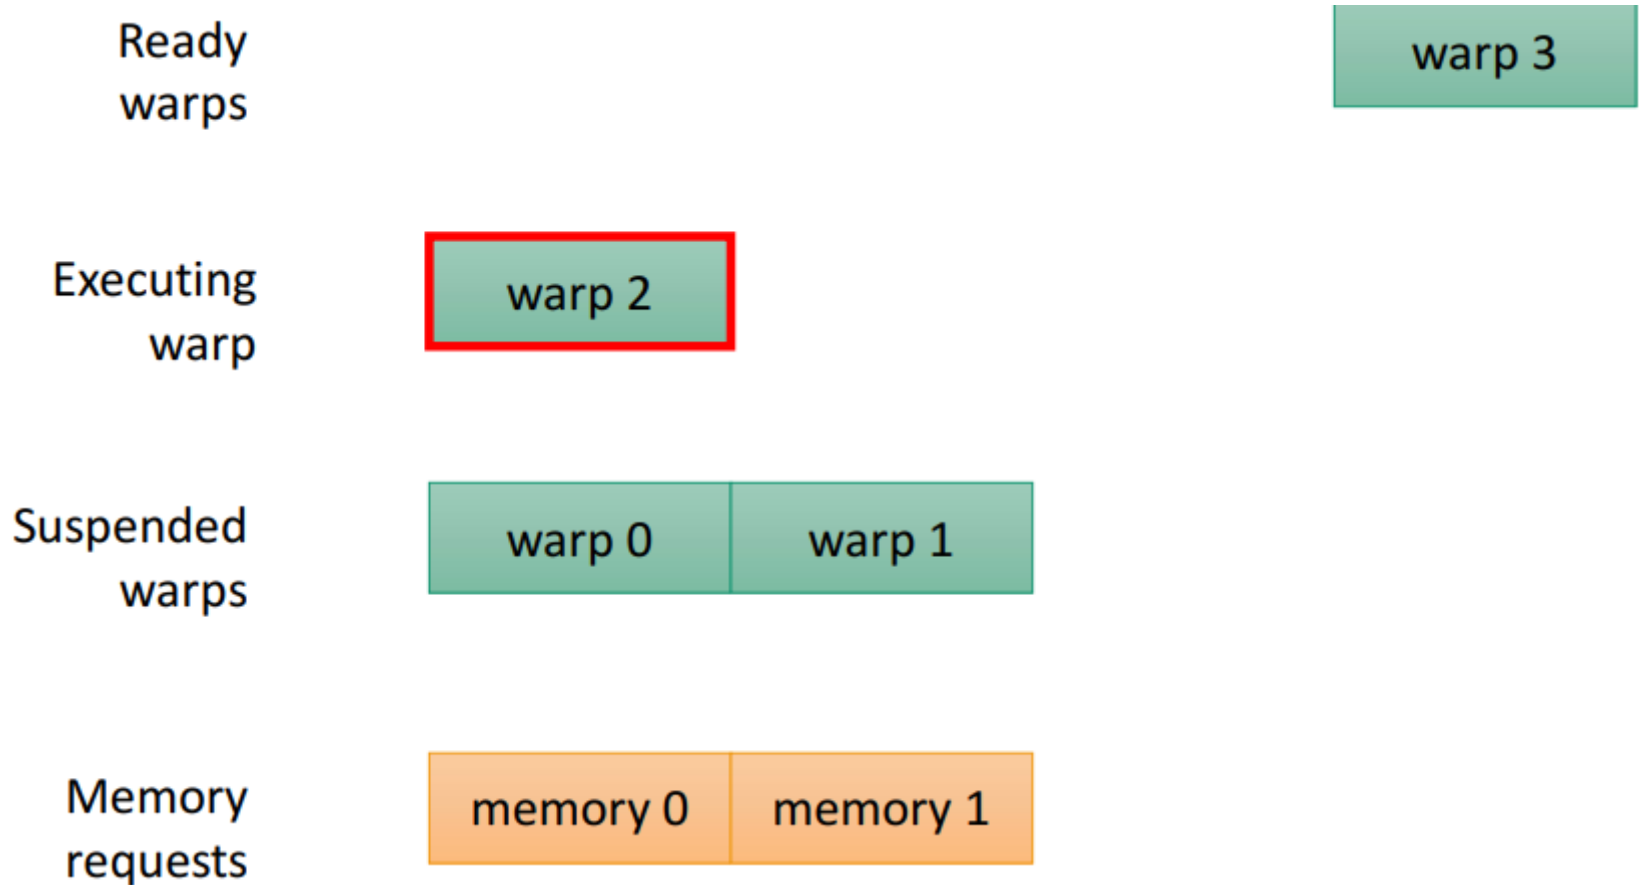 Ready
warps
warp 3
Executing
warp
warp 2
Suspended
warps
warp 0
warp 1
Memory
requests
memory 0
memory 1